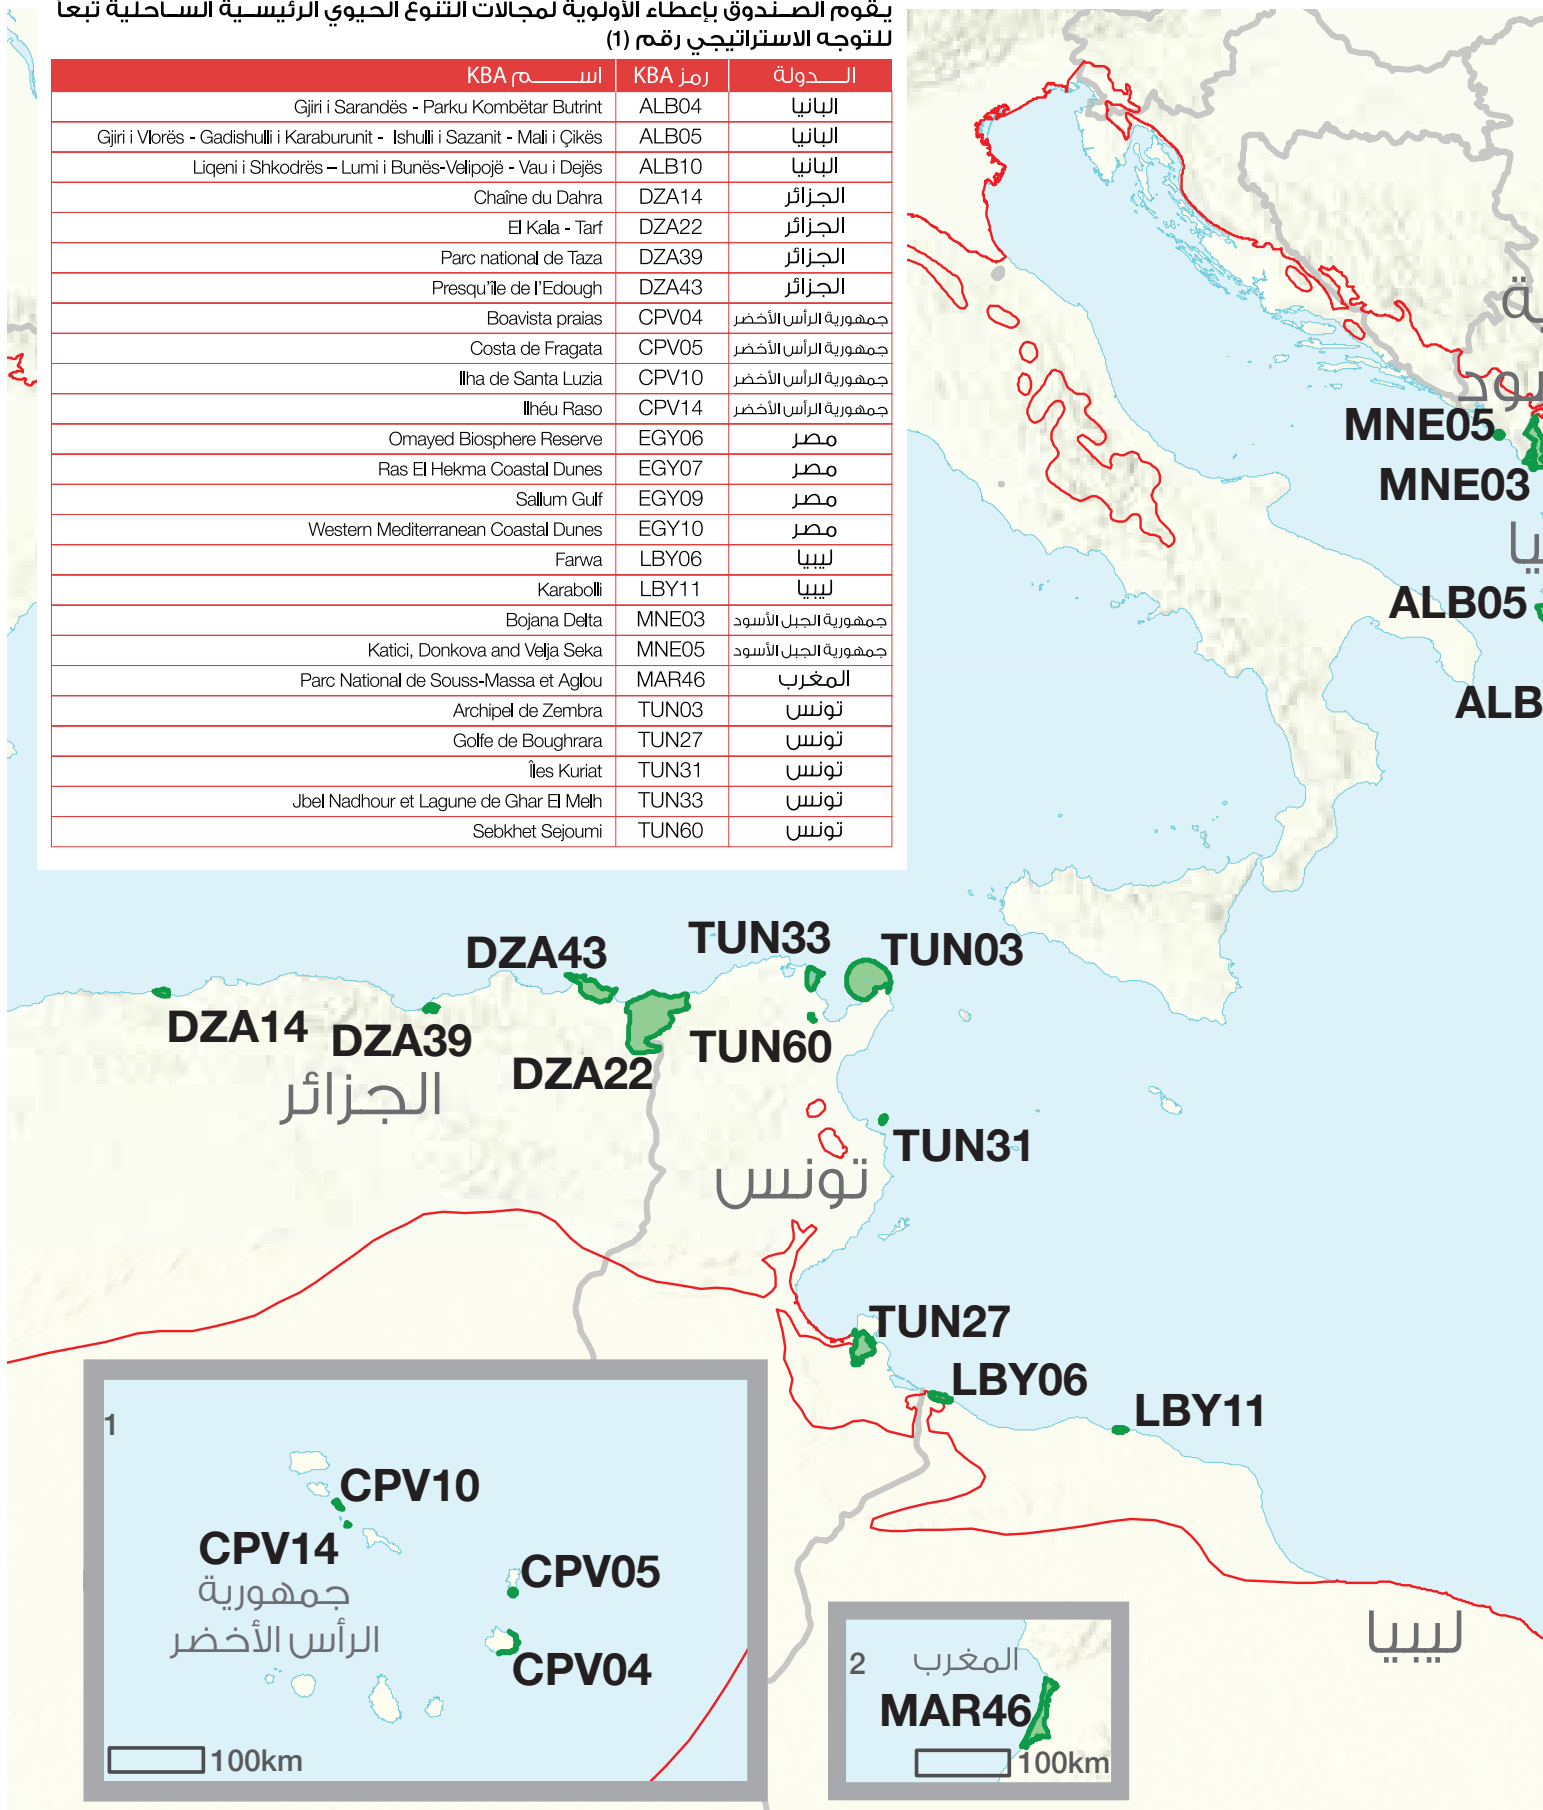 يقوم الصندوق بإعطاء الأولوية لمجالات التنوع الحيوي الرئيسية الساحلية تبعاً
للتوجه الاستراتيجي رقم (1)
الدولة رمز KBA اسم KBA
البانيا ALB04 Gjiri i Sarandës - Parku Kombëtar Butrint
البانيا ALB05 Gjiri i Vlorës - Gadishulli i Karaburunit - Ishulli i Sazanit - Mali i Çikës
البانيا ALB10 Liqeni i Shkodrës – Lumi i Bunës-Velipojë - Vau i Dejës
الجزائر DZA14 Chaîne du Dahra
الجزائر DZA22 El Kala - Tarf
الجزائر DZA39 Parc national de Taza
الجزائر DZA43 Presqu'île de l'Edough
جمهورية الرأس الأخضر CPV04 Boavista praias
جمهورية الرأس الأخضر CPV05 Costa de Fragata
جمهورية الرأس الأخضر CPV10 Ilha de Santa Luzia
جمهورية الرأس الأخضر CPV14 Ilhéu Raso
مصر EGY06 Omayed Biosphere Reserve
مصر EGY07 Ras El Hekma Coastal Dunes
مصر EGY09 Sallum Gulf
مصر EGY10 Western Mediterranean Coastal Dunes
ليبيا LBY06 Farwa
ليبيا LBY11 Karabolli
جمهورية الجبل الأسود MNE03 Bojana Delta
جمهورية الجبل الأسود MNE05 Katici, Donkova and Velja Seka
المغرب MAR46 Parc National de Souss-Massa et Aglou
تونس TUN03 Archipel de Zembra
تونس TUN27 Golfe de Boughrara
تونس TUN31 Îles Kuriat
تونس TUN33 Jbel Nadhour et Lagune de Ghar El Melh
تونس TUN60 Sebkhet Sejoumi
MNE05
MNE03
ALB05
ALB
TUN33
TUN03
DZA43
DZA14
DZA39
TUN60
DZA22
الجزائر
TUN31
تونس
TUN27
LBY06
LBY11
1
CPV10
CPV14
جمهورية
الرأس الأخضر
CPV05
CPV04
100km
ليبيا
2
المغرب
MAR46
100km